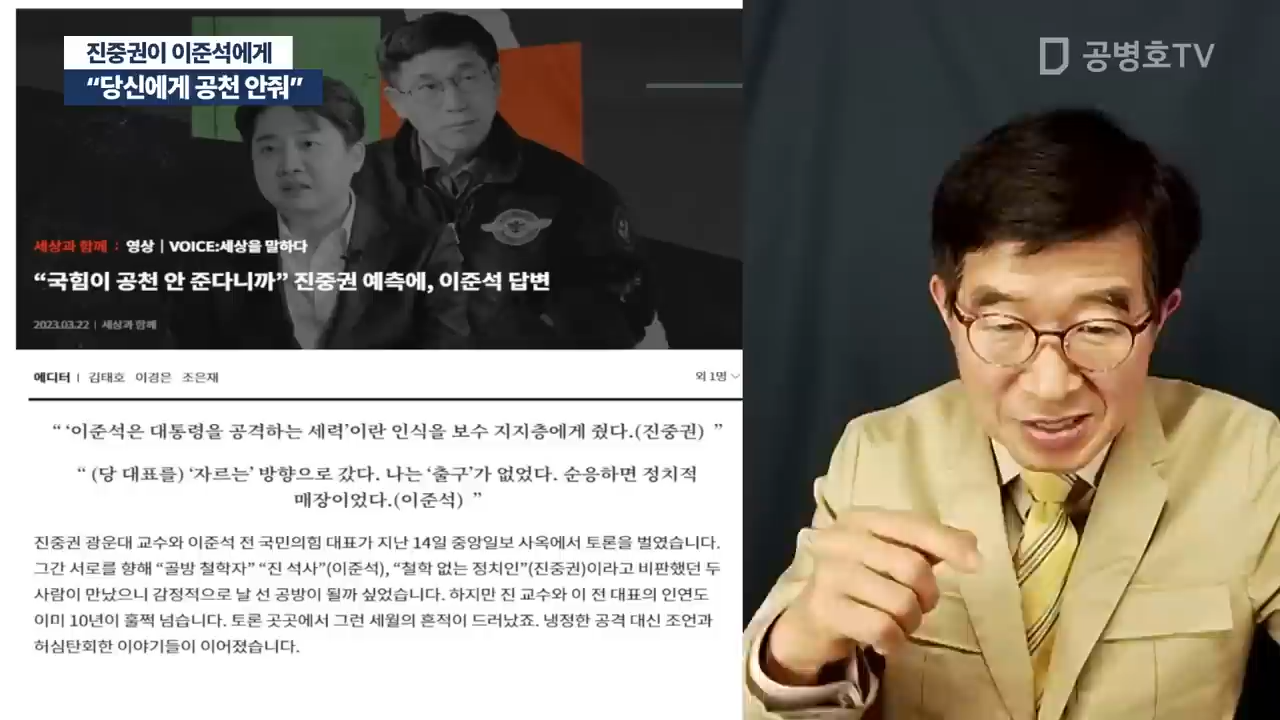 진중권이 이준석에게
“당신에게 공천 안줘”
공병호TV
세상과 함께 : 영상 | VOICE:세상을 말하다
“국힘이 공천 안 준다니까” 진중권 예측에, 이준석 답변
2023.03.22 | 세상과 함께
에디터 | 김태호 이경은 조은재
외 1명
“ ‘이준석은 대통령을 공격하는 세력’이란 인식을 보수 지지층에게 줬다.(진중권) ”
“ (당 대표를) ‘자르는’ 방향으로 갔다. 나는 ‘출구’가 없었다. 순응하면 정치적
매장이었다.(이준석) ”
진중권 광운대 교수와 이준석 전 국민의힘 대표가 지난 14일 중앙일보 사옥에서 토론을 벌였습니다.
그간 서로를 향해 “골방 철학자” “진 석사”(이준석), “철학 없는 정치인”(진중권)이라고 비판했던 두
사람이 만났으니 감정적으로 날 선 공방이 될까 싶었습니다. 하지만 진 교수와 이 전 대표의 인연도
이미 10년이 훌쩍 넘습니다. 토론 곳곳에서 그런 세월의 흔적이 드러났죠. 냉정한 공격 대신 조언과
허심탄회한 이야기들이 이어졌습니다.